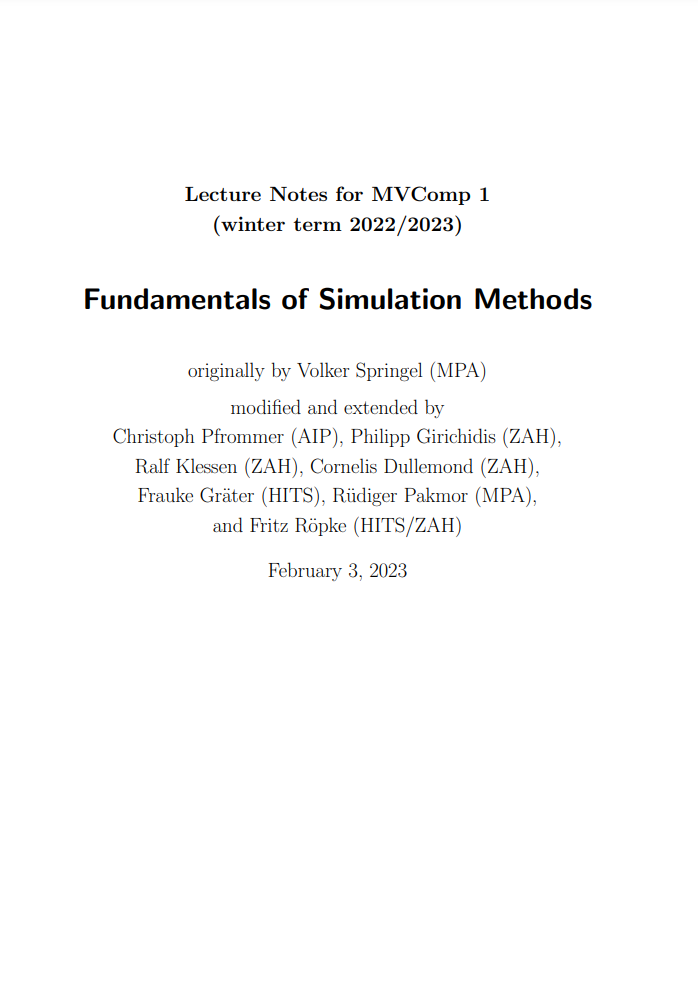 Lecture Notes for MVComp 1
(winter term 2022/2023)
Fundamentals of Simulation Methods
originally by Volker Springel (MPA)
modified and extended by
Christoph Pfrommer (AIP), Philipp Girichidis (ZAH),
Ralf Klessen (ZAH), Cornelis Dullemond (ZAH),
Frauke Gräter (HITS), Rüdiger Pakmor (MPA),
and Fritz Röpke (HITS/ZAH)
February 3, 2023